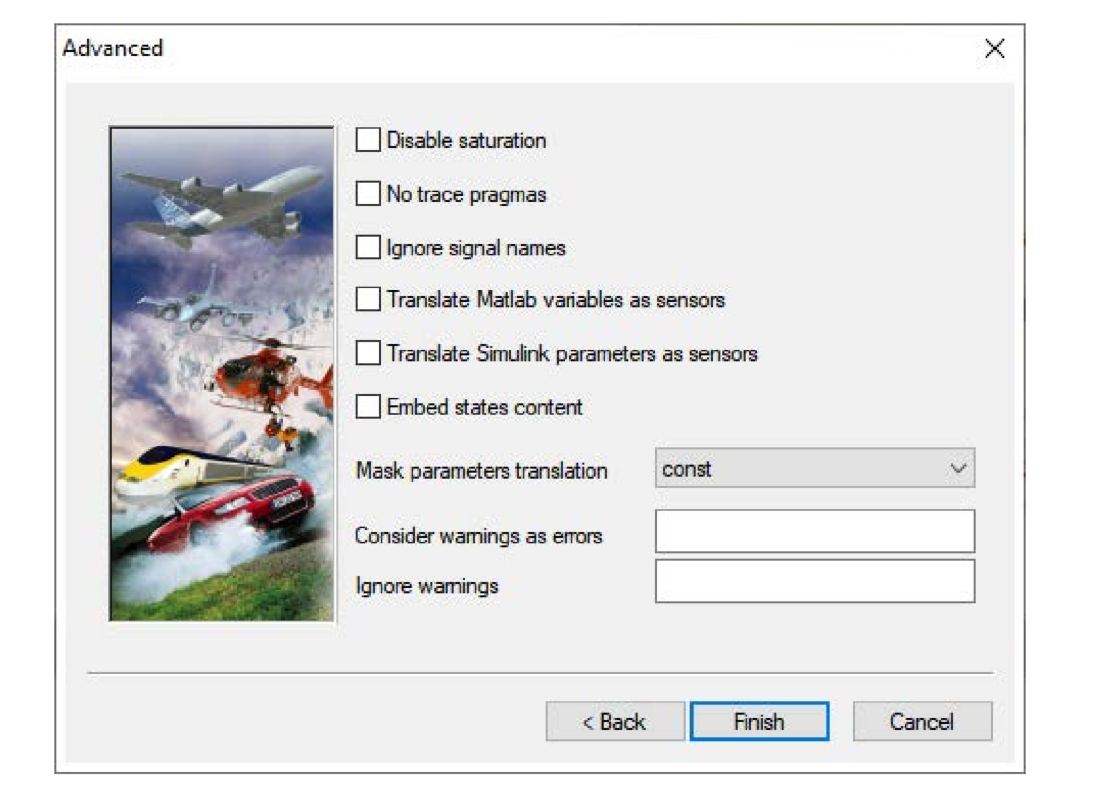 Advanced
Disable saturation
No trace pragmas
Ignore signal names
Translate Matlab variables as sensors
Translate Simulink parameters as sensors
Embed states content
Mask parameters translation const
Consider warnings as errors
Ignore warnings
< Back Finish Cancel